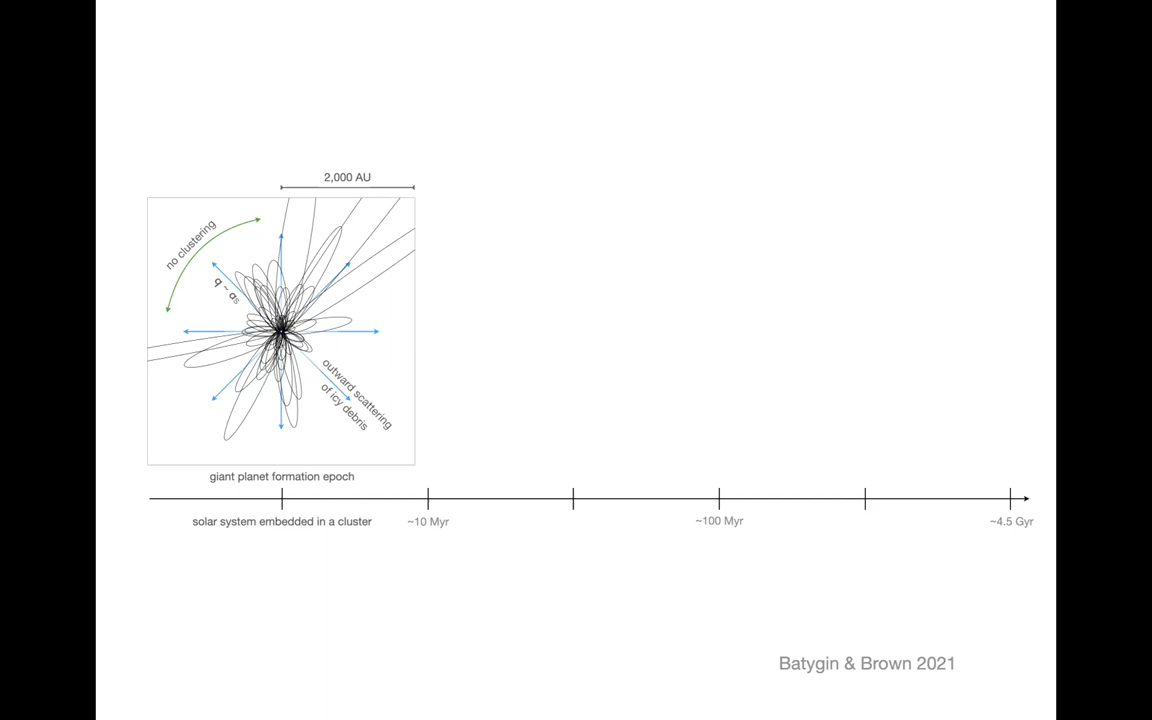 2,000 AU
no clustering
q ~ as
outward scattering
of icy debris
giant planet formation epoch
solar system embedded in a cluster
~10 Myr
~100 Myr
~4.5 Gyr
Batygin & Brown 2021